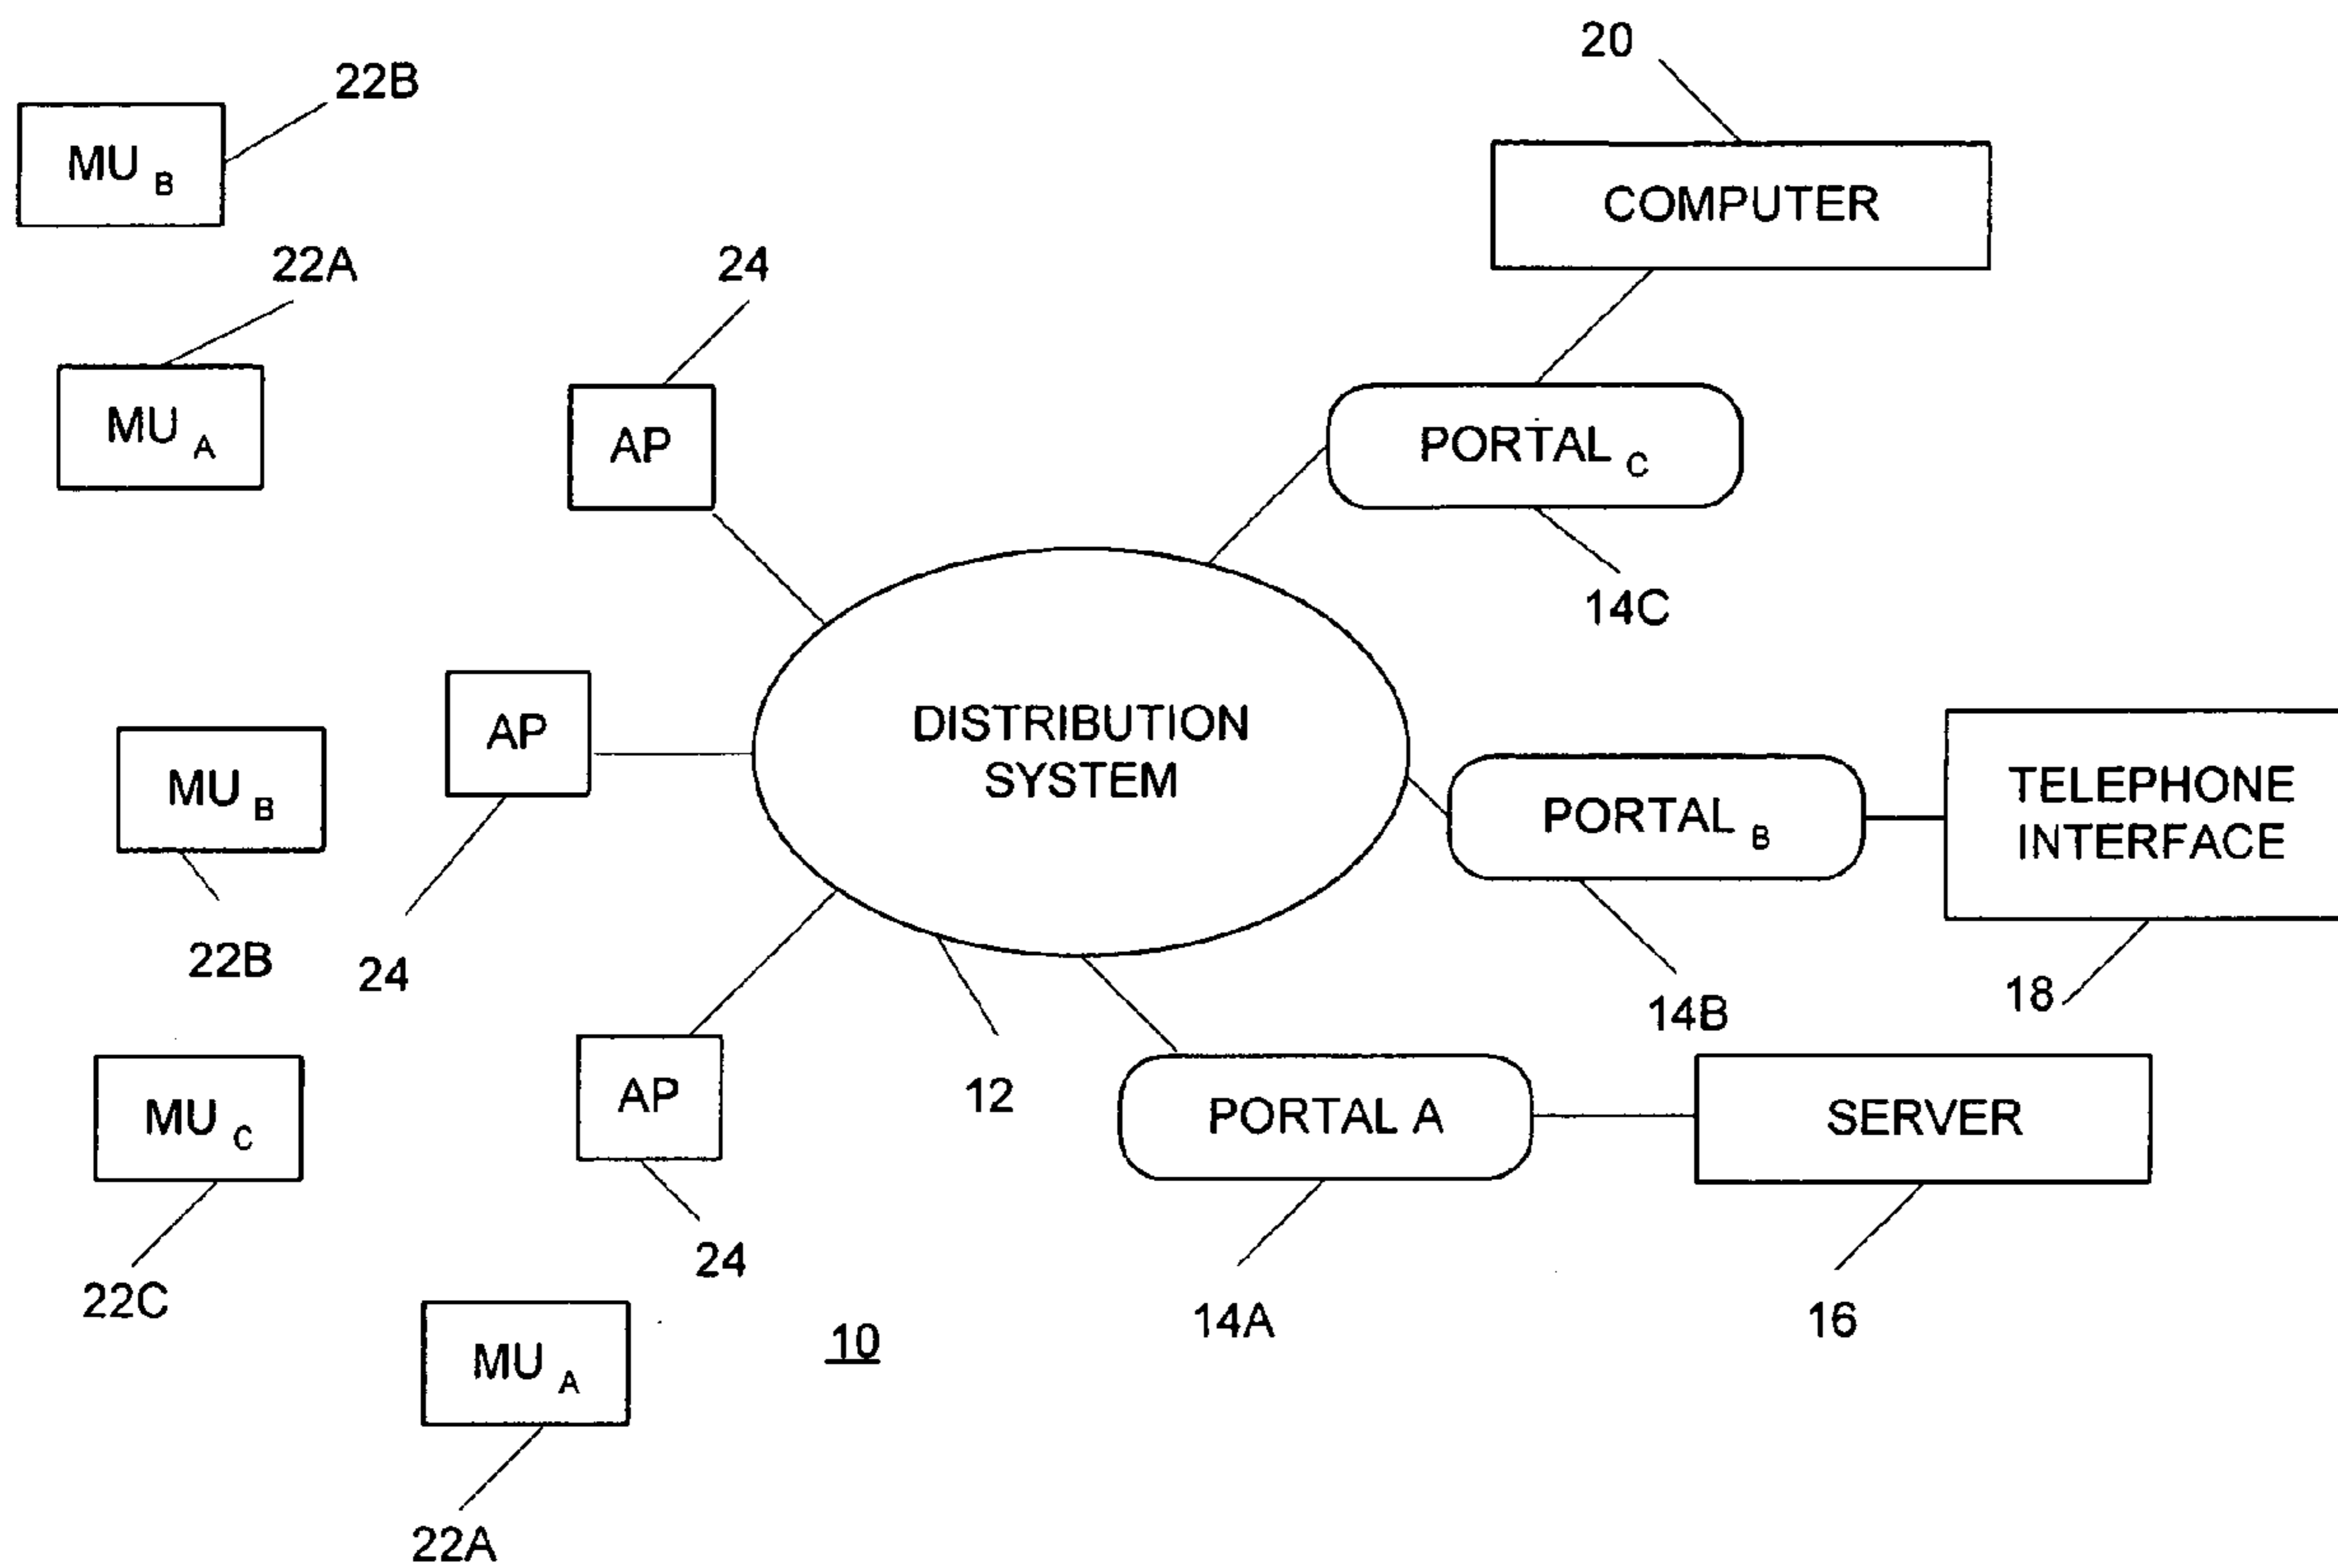 20
22B
MU B
COMPUTER
22A
24
MU A
AP
PORTAL C
14C
DISTRIBUTION
SYSTEM
AP
MU B
PORTAL B
TELEPHONE
INTERFACE
22B
24
18
14B
12
MU C
AP
PORTAL A
SERVER
24
22C
14A
16
10
MU A
22A